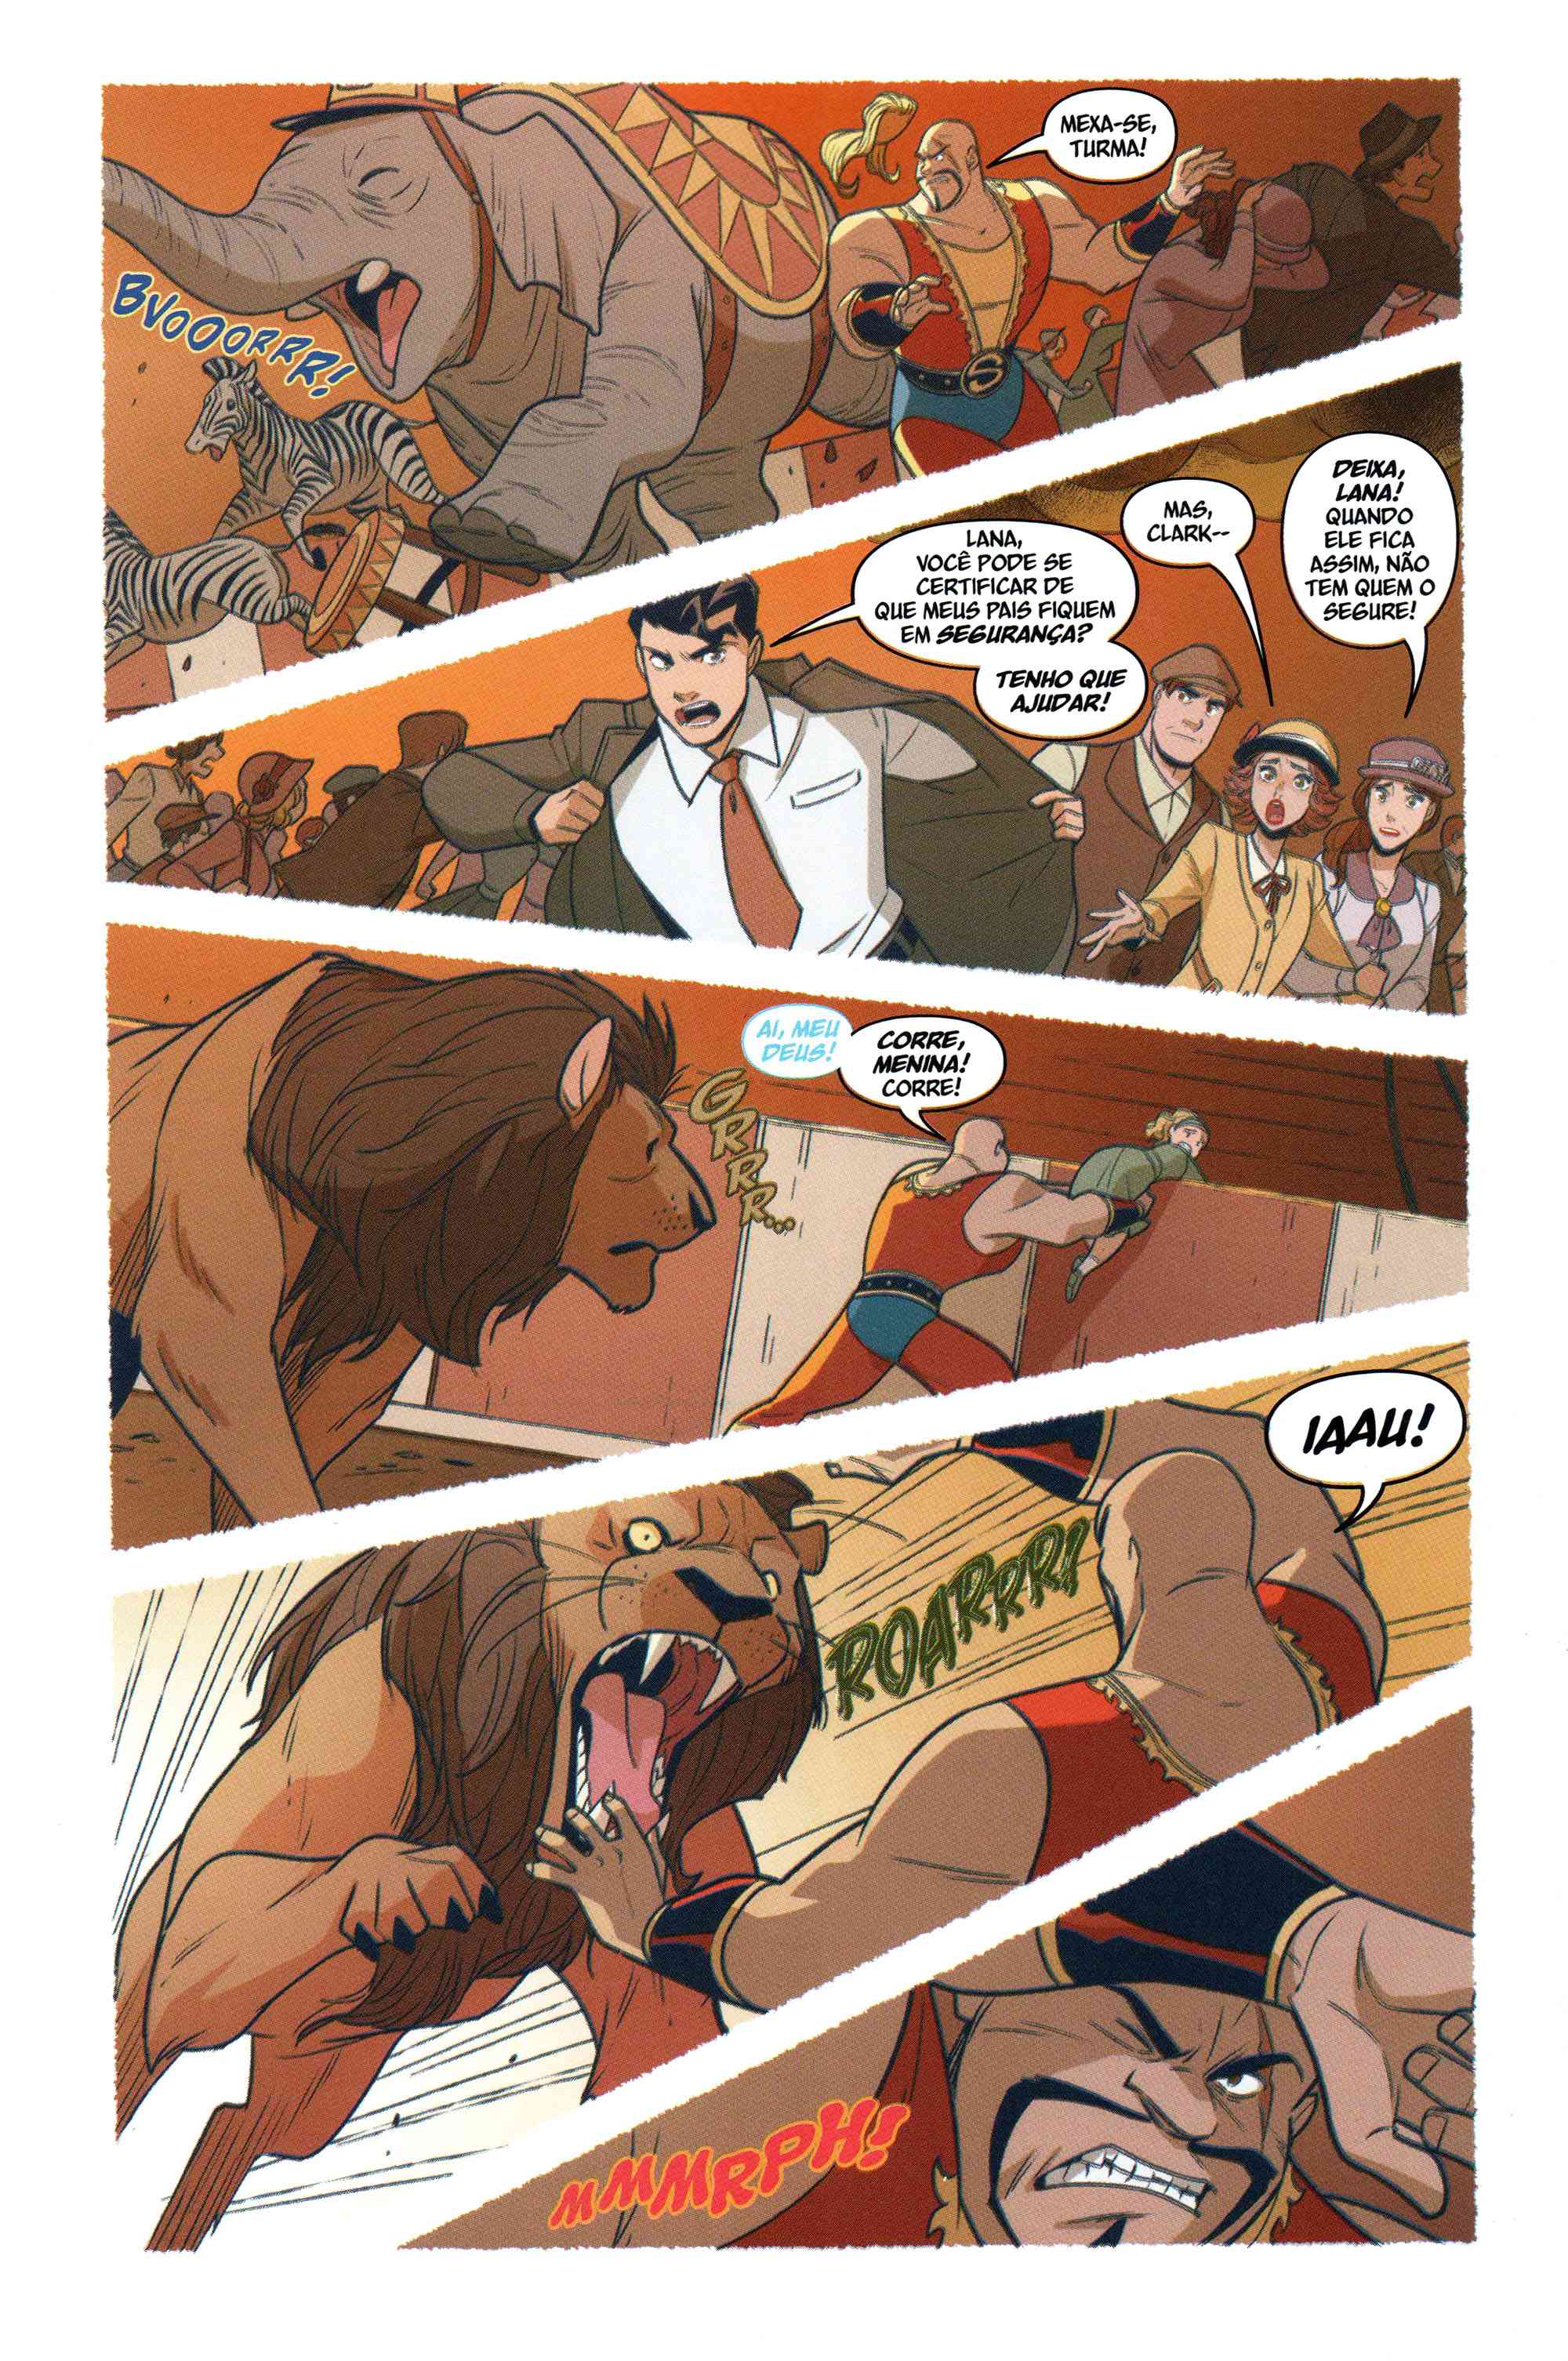 MEXA-SE,
TURMA!
BVOOORRR!
LANA,
VOCÊ PODE SE
CERTIFICAR DE
QUE MEUS PAIS FIQUEM
EM SEGURANÇA?
TENHO QUE
AJUDAR!
MAS,
CLARK--
DEIXA,
LANA!
QUANDO
ELE FICA
ASSIM, NÃO
TEM QUEM O
SEGURE!
AI, MEU
DEUS!
CORRE,
MENINA!
CORRE!
GRRR...
IAAU!
ROARRR!
MMMRPH!